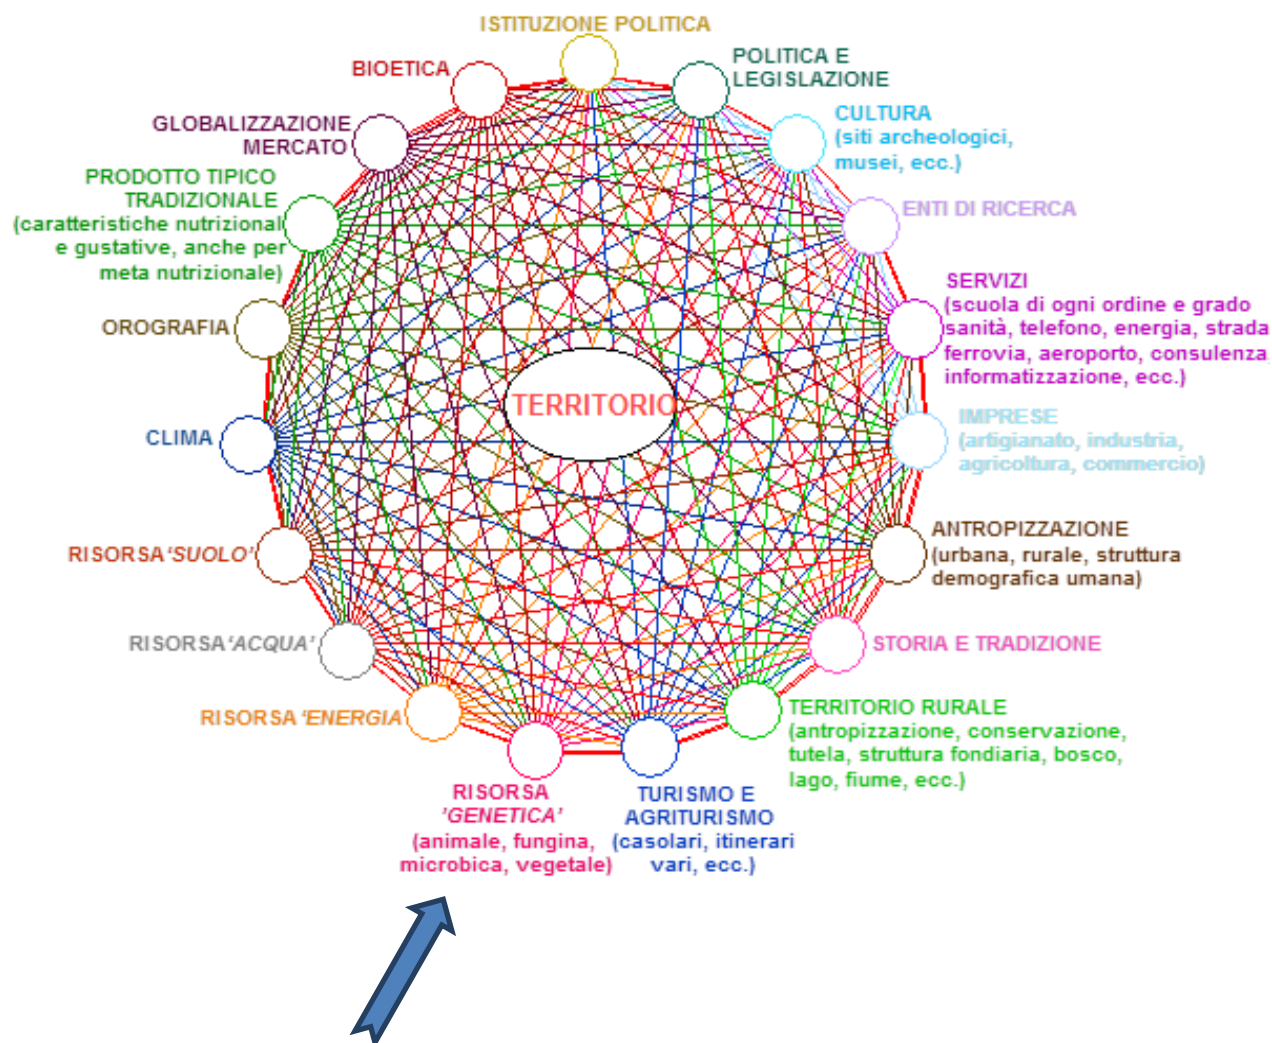 ISTITUZIONE POLITICA
POLITICA E
LEGISLAZIONE
CULTURA
(siti archeologici,
musei, ecc.)
ENTI DI RICERCA
SERVIZI
(scuola di ogni ordine e grado
sanità, telefono, energia, strada
ferrovia, aeroporto, consulenza
informatizzazione, ecc.)
IMPRESE
(artigianato, industria,
agricoltura, commercio)
ANTROPIZZAZIONE
(urbana, rurale, struttura
demografica umana)
STORIA E TRADIZIONE
TERRITORIO RURALE
(antropizzazione, conservazione,
tutela, struttura fondiaria, bosco,
lago, fiume, ecc.)
TURISMO E
AGRITURISMO
(casolari, itinerari
vari, ecc.)
RISORSA
'GENETICA'
(animale, fungina,
microbica, vegetale)
RISORSA 'ENERGIA
RISORSA 'ACQUA'
RISORSA 'SUOLO'
CLIMA
OROGRAFIA
PRODOTTO TIPICO
TRADIZIONALE
(caratteristiche nutrizional
e gustative, anche per
meta nutrizionale)
GLOBALIZZAZIONE
MERCATO
BIOETICA
TERRITORIO